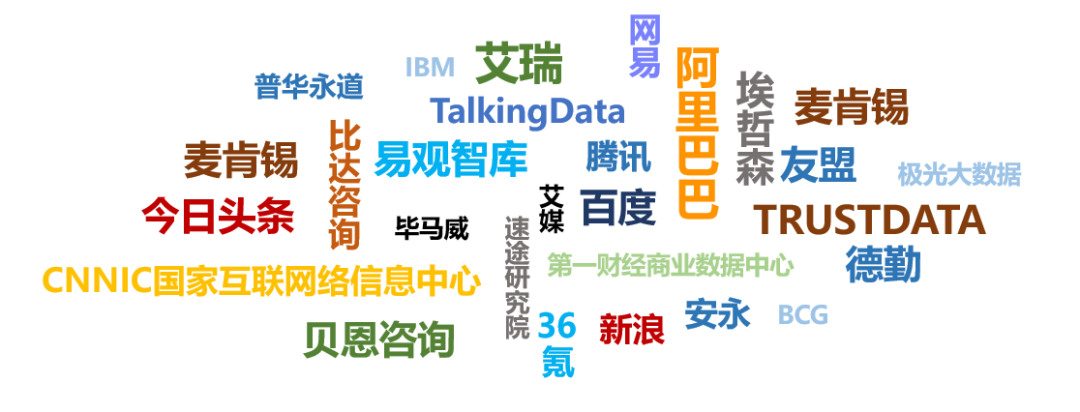 网易
艾瑞
IBM
阿里巴巴
普华永道
埃哲森
TalkingData
麦肯锡
比达咨询
麦肯锡
易观智库
腾讯
友盟
极光大数据
今日头条
艾媒
百度
毕马威
速途研究院
TRUSTDATA
第一财经商业数据中心
德勤
CNNIC国家互联网络信息中心
贝恩咨询
36氪
新浪
安永
BCG